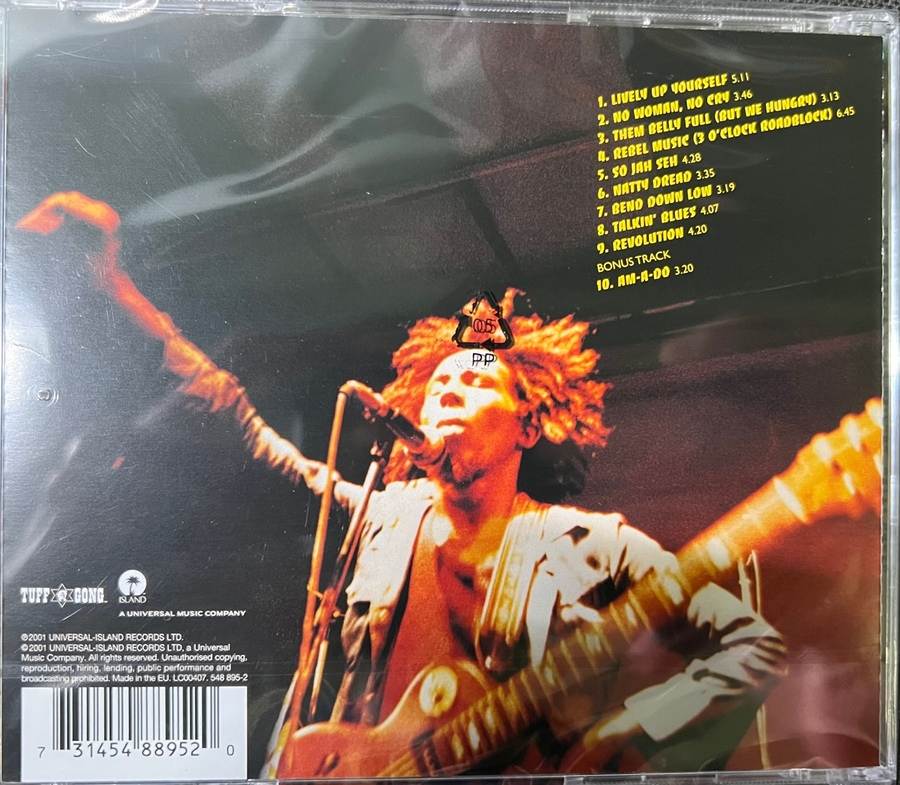 1. LIVELY UP YOURSELF 5.11
2. NO WOMAN, NO CRY 3.46
3. THEM BELLY FULL (BUT WE HUNGRY) 3.13
4. REBEL MUSIC (3 O'CLOCK ROADBLOCK) 6.45
5. SO JAH SEH 4.28
6. NATTY DREAD 3.35
7. BEND DOWN LOW 3.19
8. TALKIN' BLUES 4.07
9. REVOLUTION 4.20
BONUS TRACK
10. AM-A-DO 3.20
PP
TUFF GONG
ISLAND
A UNIVERSAL MUSIC COMPANY
℗2001 UNIVERSAL-ISLAND RECORDS LTD.
©2001 UNIVERSAL-ISLAND RECORDS LTD, a Universal
Music Company. All rights reserved. Unauthorised copying,
reproduction, hiring, lending, public performance and
broadcasting prohibited. Made in the EU. LC00407. 548 895-2
7 31454 88952 0